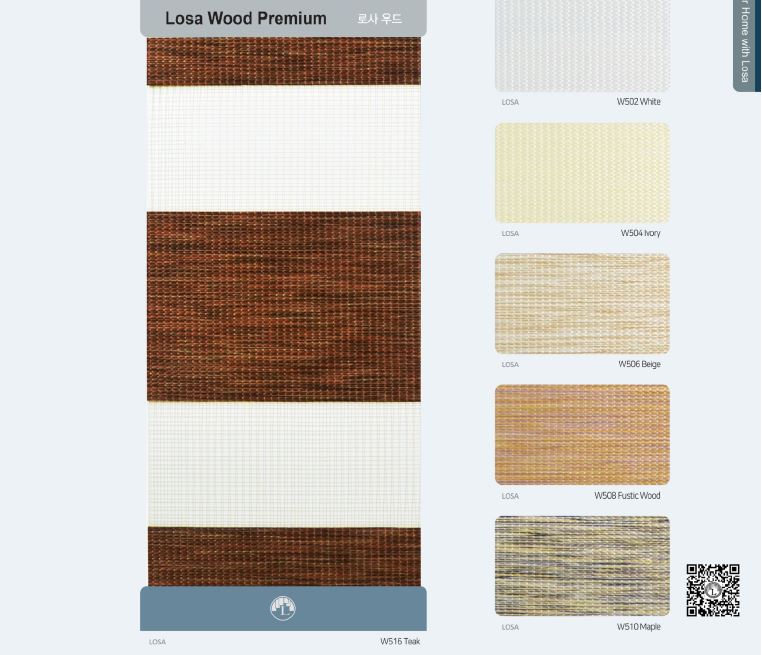 Losa Wood Premium 로사 우드
r Home with Losa
LOSA W502 White
LOSA W504 Ivory
LOSA W506 Beige
LOSA W508 Fustic Wood
LOSA W510 Maple
L
LOSA W516 Teak